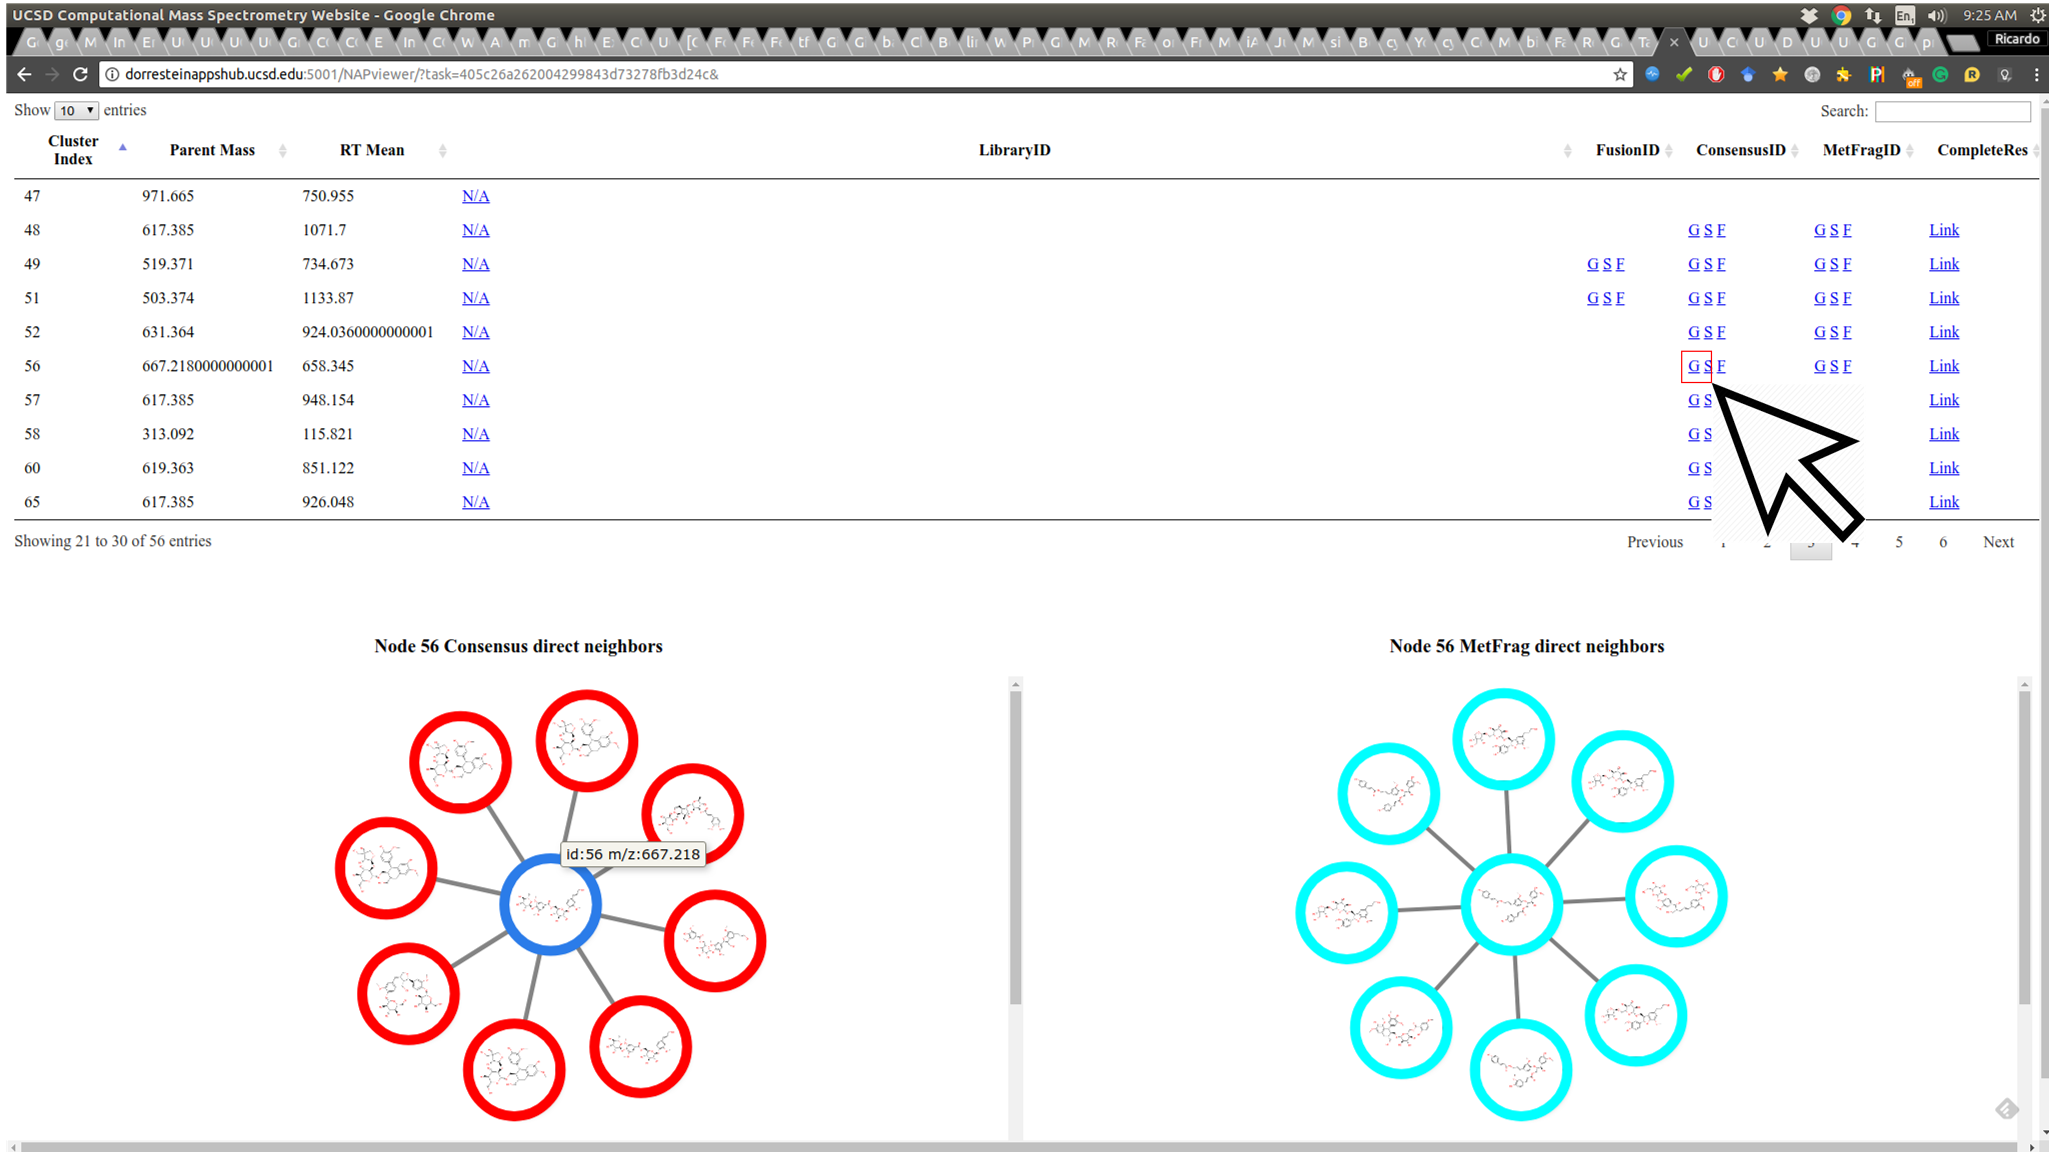 UCSD Computational Mass Spectrometry Website - Google Chrome
En1 9:25 AM
Ricardo
dorresteinappshub.ucsd.edu:5001/NAPviewer/?task=405c26a262004299843d73278fb3d24c&
off
Show 10 entries Search:
Cluster Index Parent Mass RT Mean LibraryID FusionID ConsensusID MetFragID CompleteRes
47 971.665 750.955 N/A
48 617.385 1071.7 N/A G S F G S F Link
49 519.371 734.673 N/A G S F G S F G S F Link
51 503.374 1133.87 N/A G S F G S F G S F Link
52 631.364 924.0360000000001 N/A G S F G S F Link
56 667.2180000000001 658.345 N/A G S F G S F Link
57 617.385 948.154 N/A G S Link
58 313.092 115.821 N/A G S Link
60 619.363 851.122 N/A G S Link
65 617.385 926.048 N/A G S Link
Showing 21 to 30 of 56 entries Previous 1 2 3 4 5 6 Next
Node 56 Consensus direct neighbors Node 56 MetFrag direct neighbors
id:56 m/z:667.218